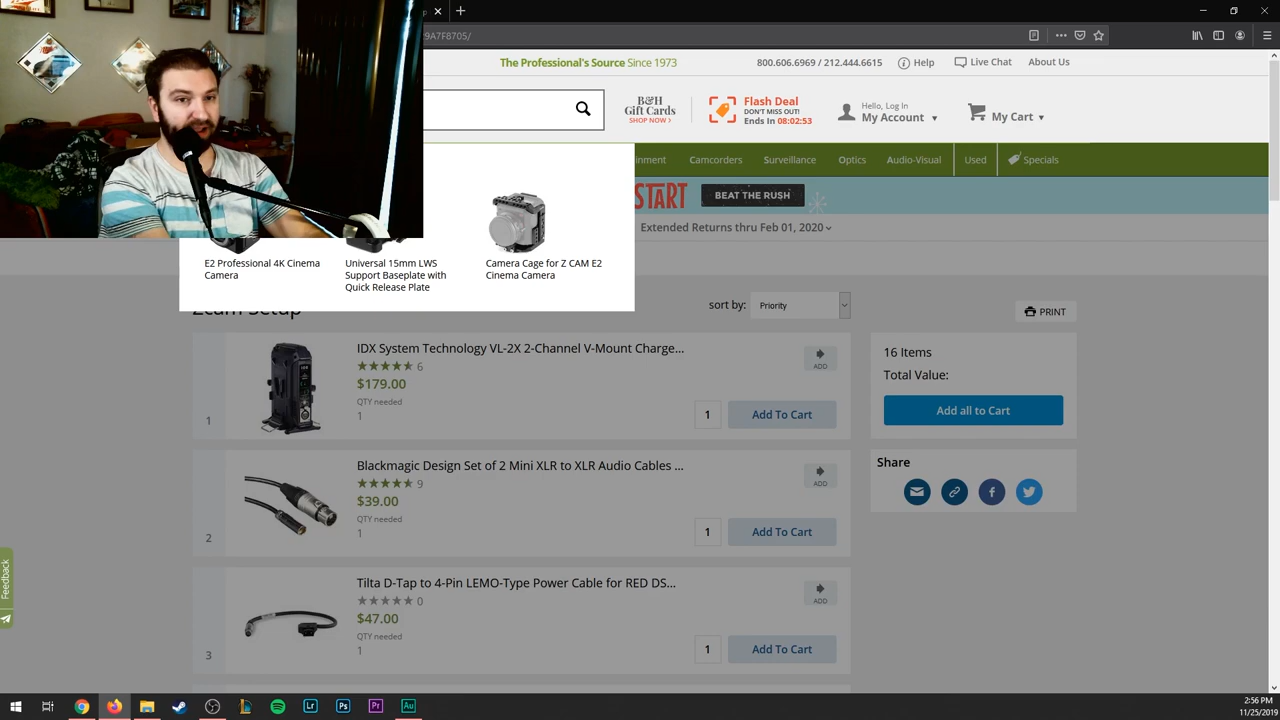 29A7F8705/
The Professional's Source Since 1973
800.606.6969 / 212.444.6615
Help
Live Chat
About Us
B&H
Gift Cards
SHOP NOW >
Flash Deal
DON'T MISS OUT!
Ends In 08:02:53
Hello, Log In
My Account
My Cart
inment
Camcorders
Surveillance
Optics
Audio-Visual
Used
Specials
START
BEAT THE RUSH
Extended Returns thru Feb 01, 2020
E2 Professional 4K Cinema
Camera
Universal 15mm LWS
Support Baseplate with
Quick Release Plate
Camera Cage for Z CAM E2
Cinema Camera
Zcam Setup
sort by:
Priority
PRINT
1
IDX System Technology VL-2X 2-Channel V-Mount Charge...
6
$179.00
QTY needed
1
ADD
1
Add To Cart
16 Items
Total Value:
Add all to Cart
Share
2
Blackmagic Design Set of 2 Mini XLR to XLR Audio Cables ...
9
$39.00
QTY needed
1
ADD
1
Add To Cart
3
Tilta D-Tap to 4-Pin LEMO-Type Power Cable for RED DS...
0
$47.00
QTY needed
1
ADD
1
Add To Cart
Feedback
Lr
Ps
Pr
Au
2:56 PM
11/25/2019